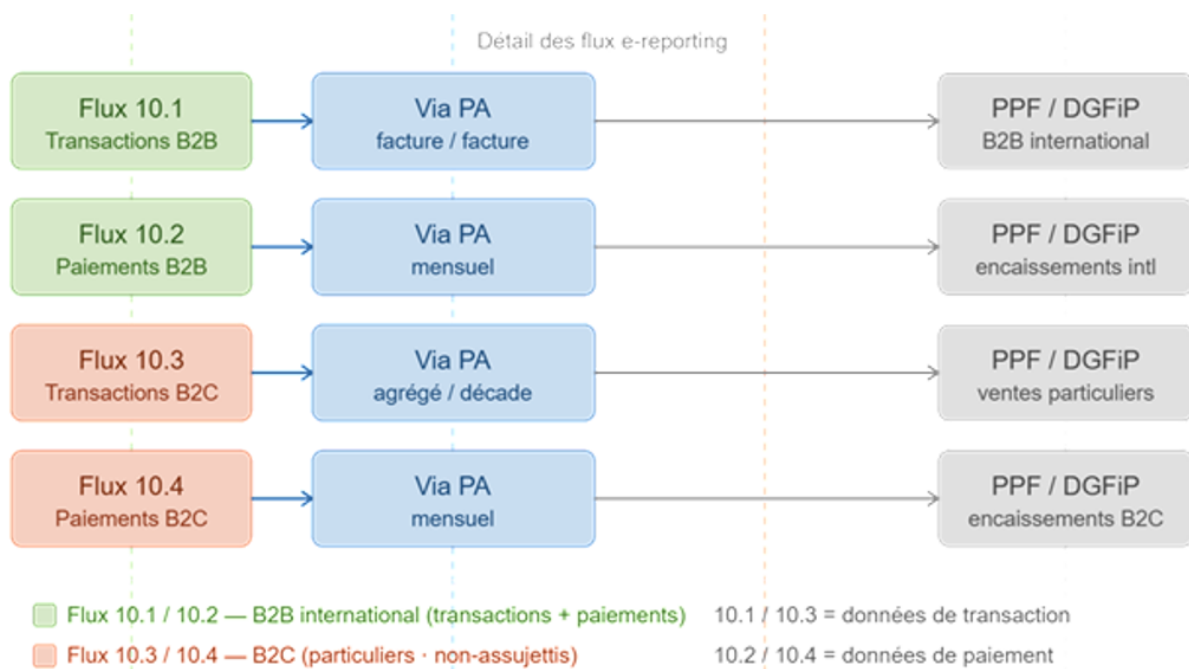 Détail des flux e-reporting
Flux 10.1
Transactions B2B
Via PA
facture / facture
PPF / DGFiP
B2B international
Flux 10.2
Paiements B2B
Via PA
mensuel
PPF / DGFiP
encaissements intl
Flux 10.3
Transactions B2C
Via PA
agrégé / décade
PPF / DGFiP
ventes particuliers
Flux 10.4
Paiements B2C
Via PA
mensuel
PPF / DGFiP
encaissements B2C
Flux 10.1 / 10.2 — B2B international (transactions + paiements)
10.1 / 10.3 = données de transaction
Flux 10.3 / 10.4 — B2C (particuliers · non-assujettis)
10.2 / 10.4 = données de paiement